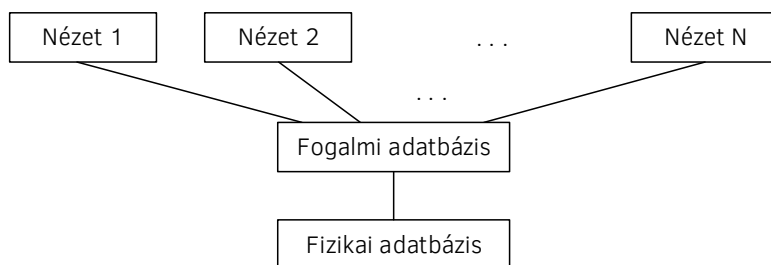 Nézet 1 Nézet 2 . . . Nézet N
. . .
Fogalmi adatbázis
Fizikai adatbázis